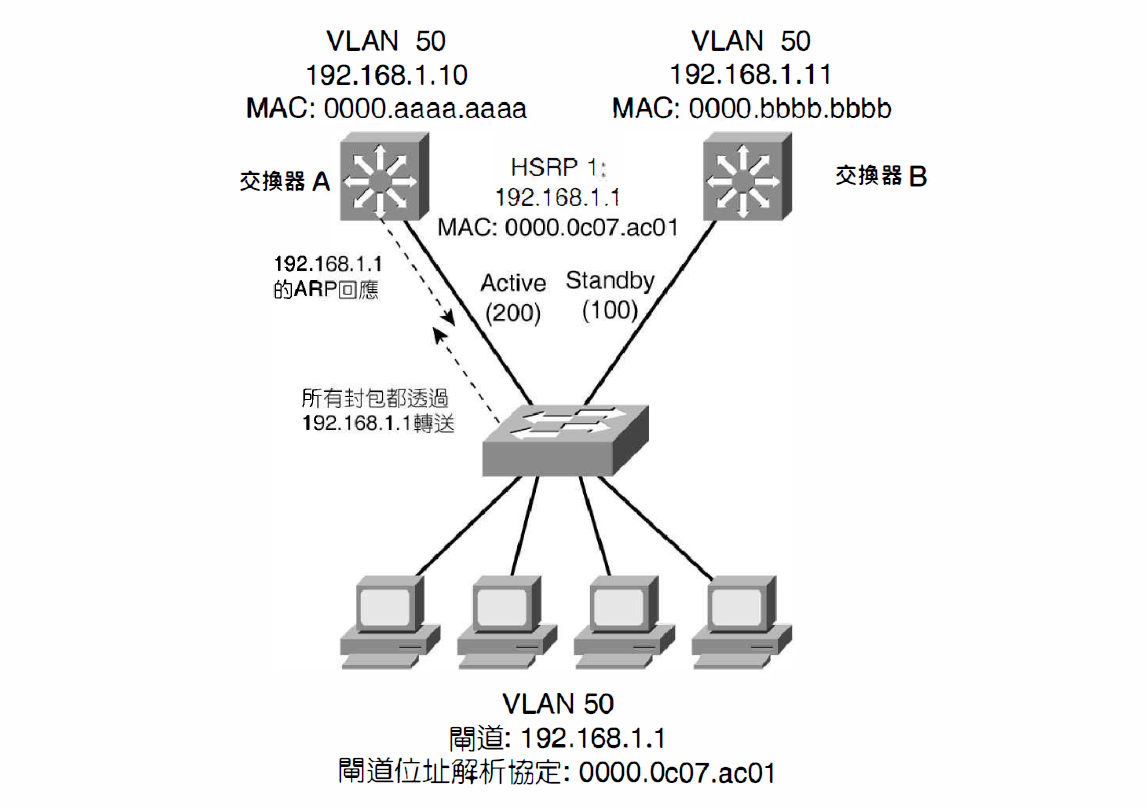 VLAN 50
192.168.1.10
MAC: 0000.aaaa.aaaa
VLAN 50
192.168.1.11
MAC: 0000.bbbb.bbbb
交換器 A
HSRP 1:
192.168.1.1
MAC: 0000.0c07.ac01
交換器 B
192.168.1.1
的ARP回應
Active
(200)
Standby
(100)
所有封包都透過
192.168.1.1轉送
VLAN 50
閘道: 192.168.1.1
閘道位址解析協定: 0000.0c07.ac01